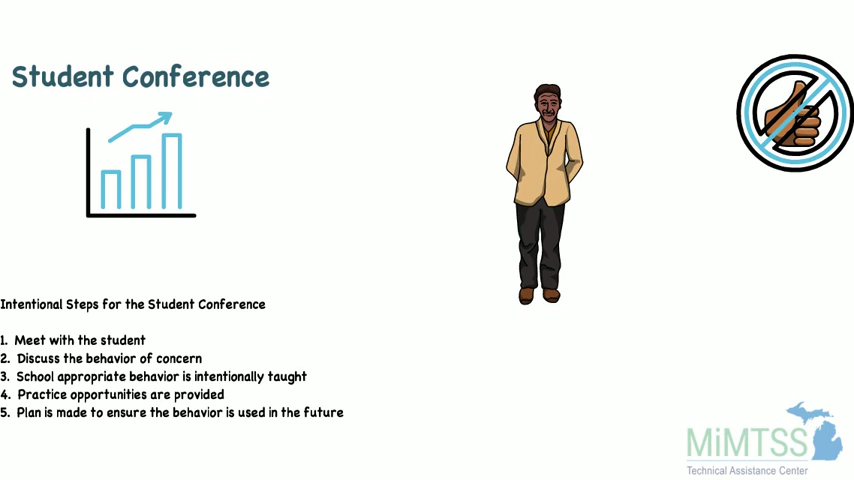 Student Conference
Intentional Steps for the Student Conference
1. Meet with the student
2. Discuss the behavior of concern
3. School appropriate behavior is intentionally taught
4. Practice opportunities are provided
5. Plan is made to ensure the behavior is used in the future
MiMTSS
Technical Assistance Center